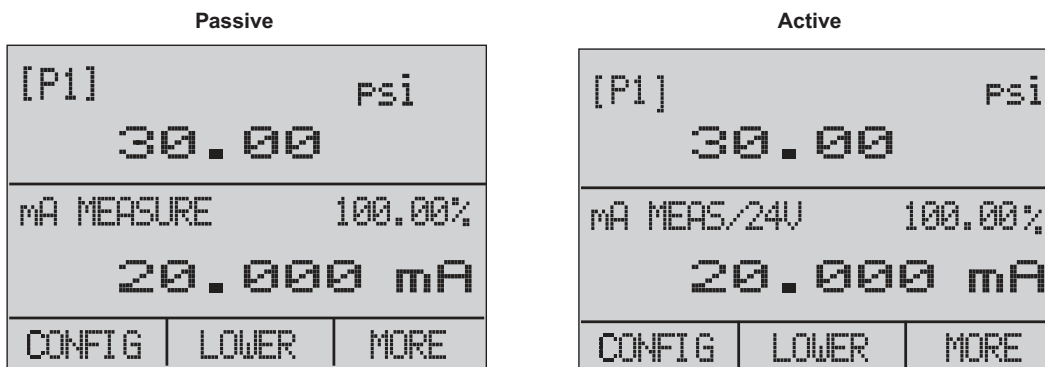 Passive
[P1] psi
30.00
mA MEASURE 100.00%
20.000 mA
CONFIG LOWER MORE
Active
[P1] psi
30.00
mA MEAS/24V 100.00%
20.000 mA
CONFIG LOWER MORE